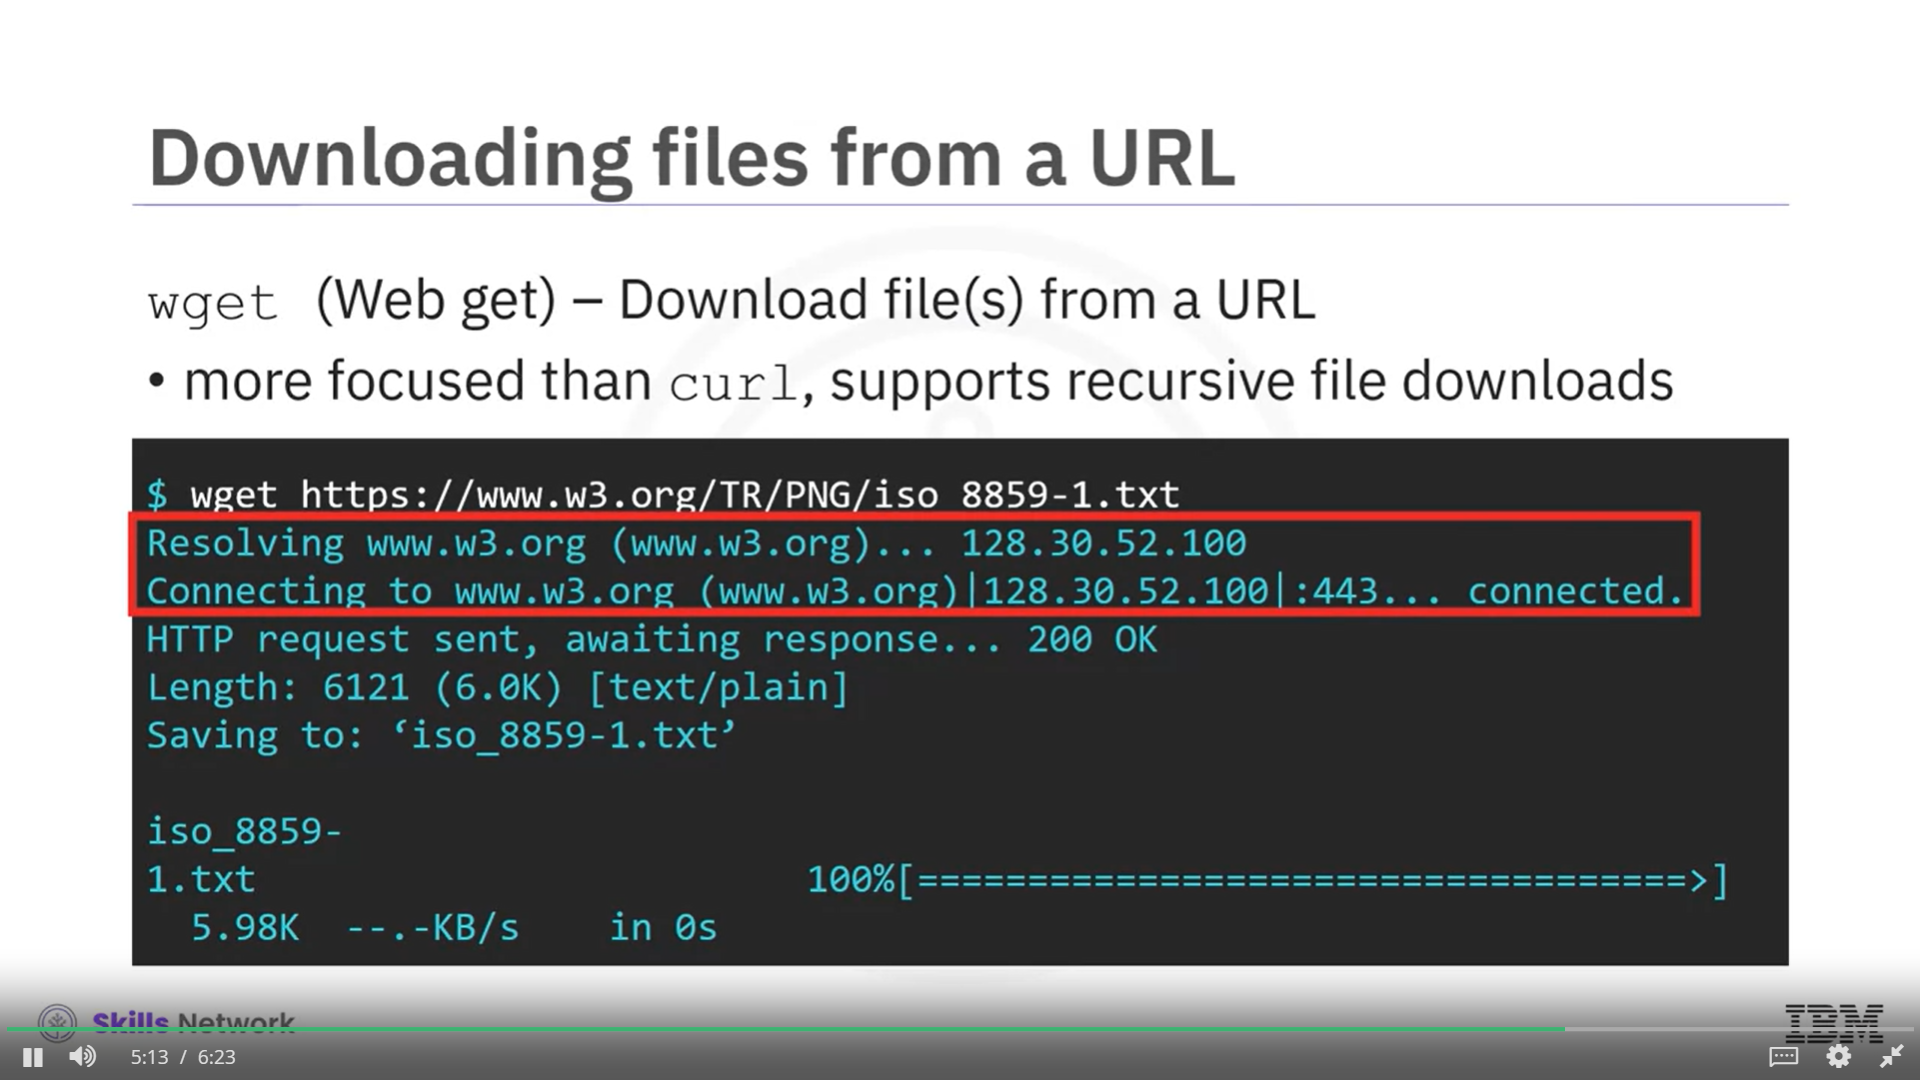 Downloading files from a URL
wget (Web get) – Download file(s) from a URL
• more focused than curl, supports recursive file downloads
$ wget https://www.w3.org/TR/PNG/iso 8859-1.txt
Resolving www.w3.org (www.w3.org)... 128.30.52.100
Connecting to www.w3.org (www.w3.org)|128.30.52.100|:443... connected.
HTTP request sent, awaiting response... 200 OK
Length: 6121 (6.0K) [text/plain]
Saving to: ‘iso_8859-1.txt’
iso_8859-
1.txt 100%[===================================>]
5.98K --.-KB/s in 0s
Skills Network
IBM
5:13 / 6:23